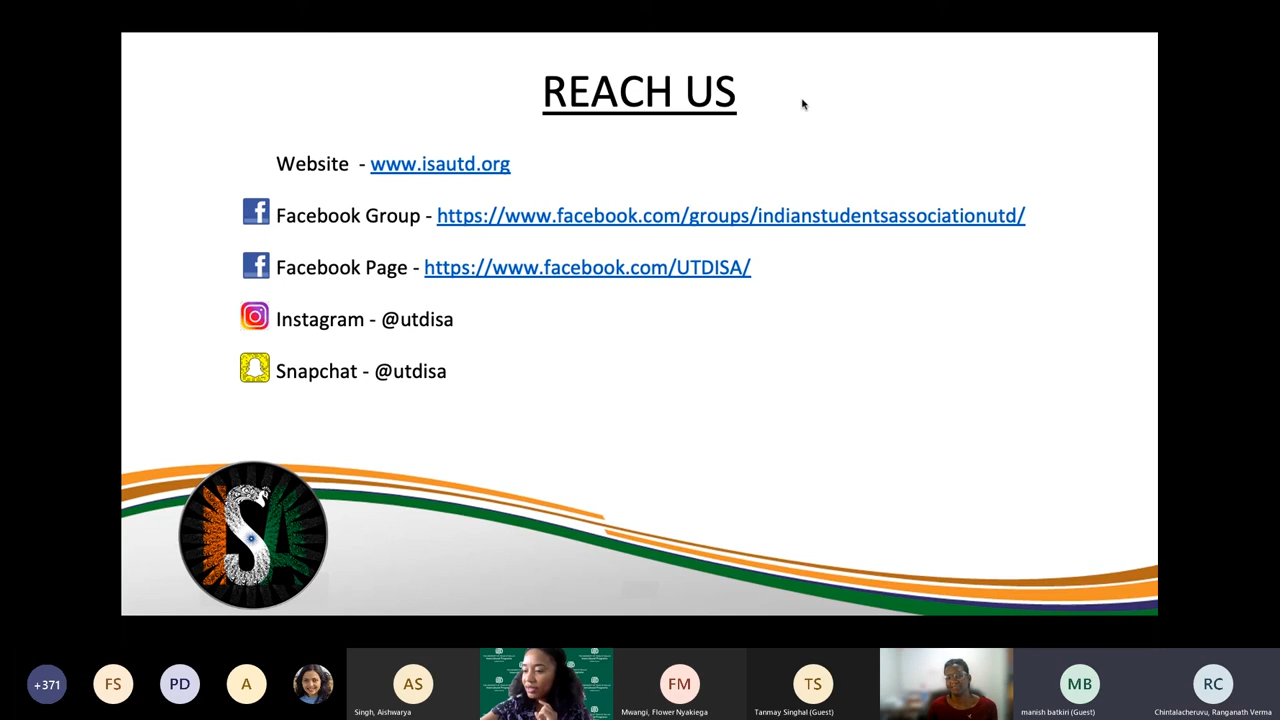 REACH US
Website - www.isautd.org
Facebook Group - https://www.facebook.com/groups/indianstudentsassociationutd/
Facebook Page - https://www.facebook.com/UTDISA/
Instagram - @utdisa
Snapchat - @utdisa
ISA
+371
FS
PD
A
AS
FM
TS
MB
RC
Singh, Aishwarya
Mwangi, Flower Nyakiega
Tanmay Singhal (Guest)
manish batkiri (Guest)
Chintalacheruvu, Ranganath Verma